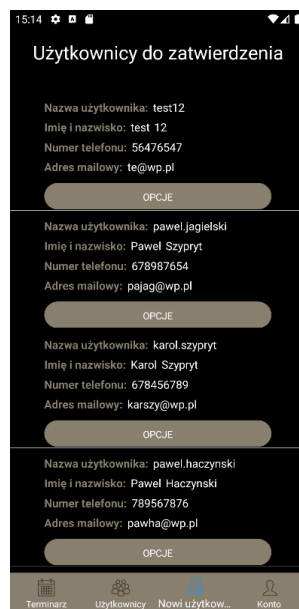 15:14
Użytkownicy do zatwierdzenia
Nazwa użytkownika: test12
Imię i nazwisko: test 12
Numer telefonu: 56476547
Adres mailowy: te@wp.pl
OPCJE
Nazwa użytkownika: pawel.jagielski
Imię i nazwisko: Paweł Szypryt
Numer telefonu: 678987654
Adres mailowy: pajag@wp.pl
OPCJE
Nazwa użytkownika: karol.szypryt
Imię i nazwisko: Karol Szypryt
Numer telefonu: 678456789
Adres mailowy: karszy@wp.pl
OPCJE
Nazwa użytkownika: pawel.haczynski
Imię i nazwisko: Paweł Haczynski
Numer telefonu: 789567876
Adres mailowy: pawha@wp.pl
OPCJE
Terminarz Użytkownicy Nowi użytkow... Konto